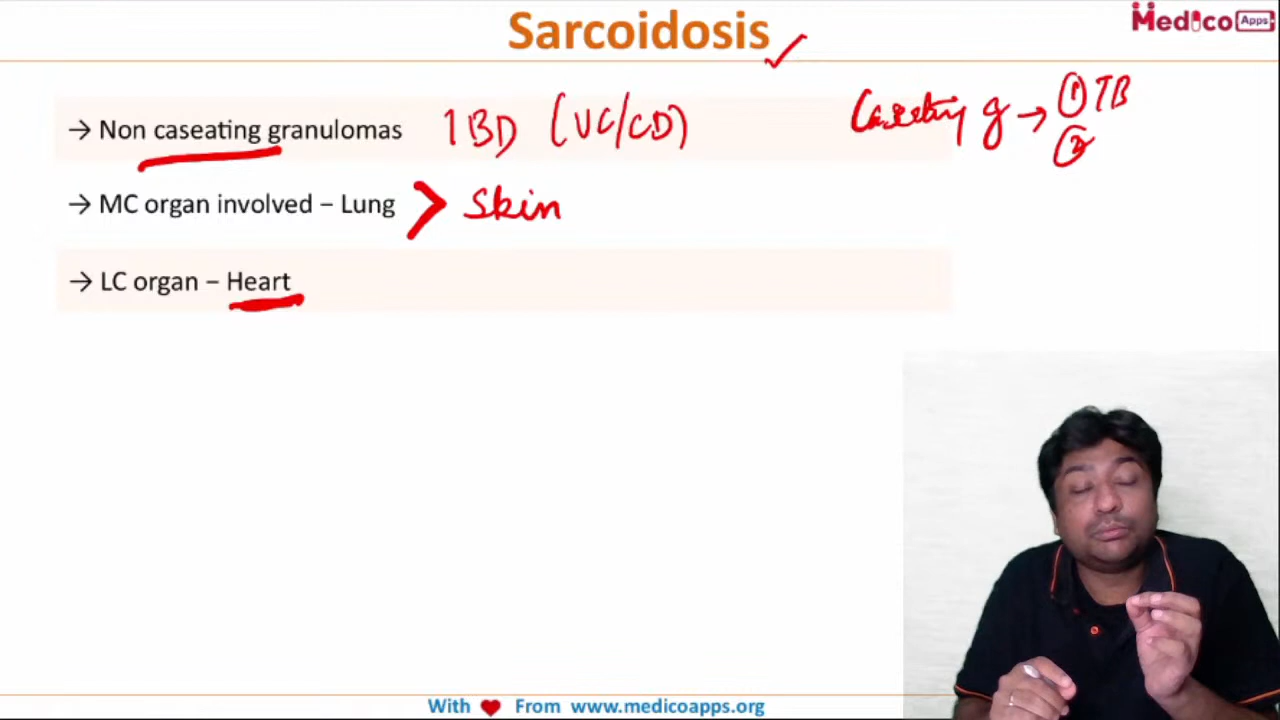 Sarcoidosis
Medico Apps
→ Non caseating granulomas IBD (UC/CD)
Caseating g → ① TB
②
→ MC organ involved – Lung > Skin
→ LC organ – Heart
With ♥ From www.medicoapps.org